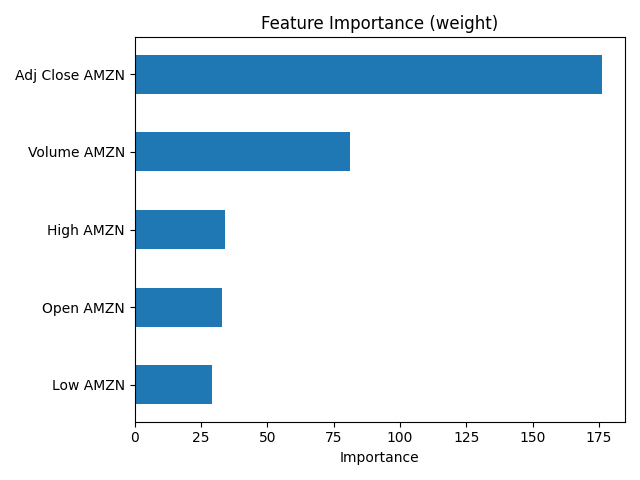 Feature Importance (weight)
Adj Close AMZN
Volume AMZN
High AMZN
Open AMZN
Low AMZN
0 25 50 75 100 125 150 175
Importance